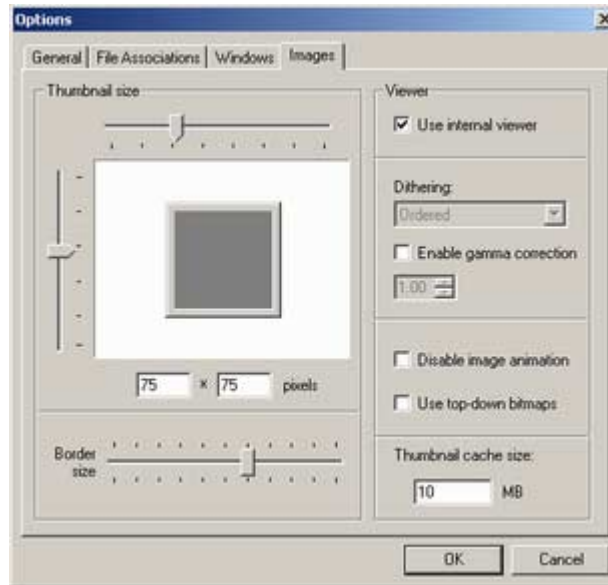 Options
General File Associations Windows Images
Thumbnail size
75 x 75 pixels
Border
size
Viewer
Use internal viewer
Dithering:
Ordered
Enable gamma correction
1.00
Disable image animation
Use top-down bitmaps
Thumbnail cache size:
10 MB
OK Cancel